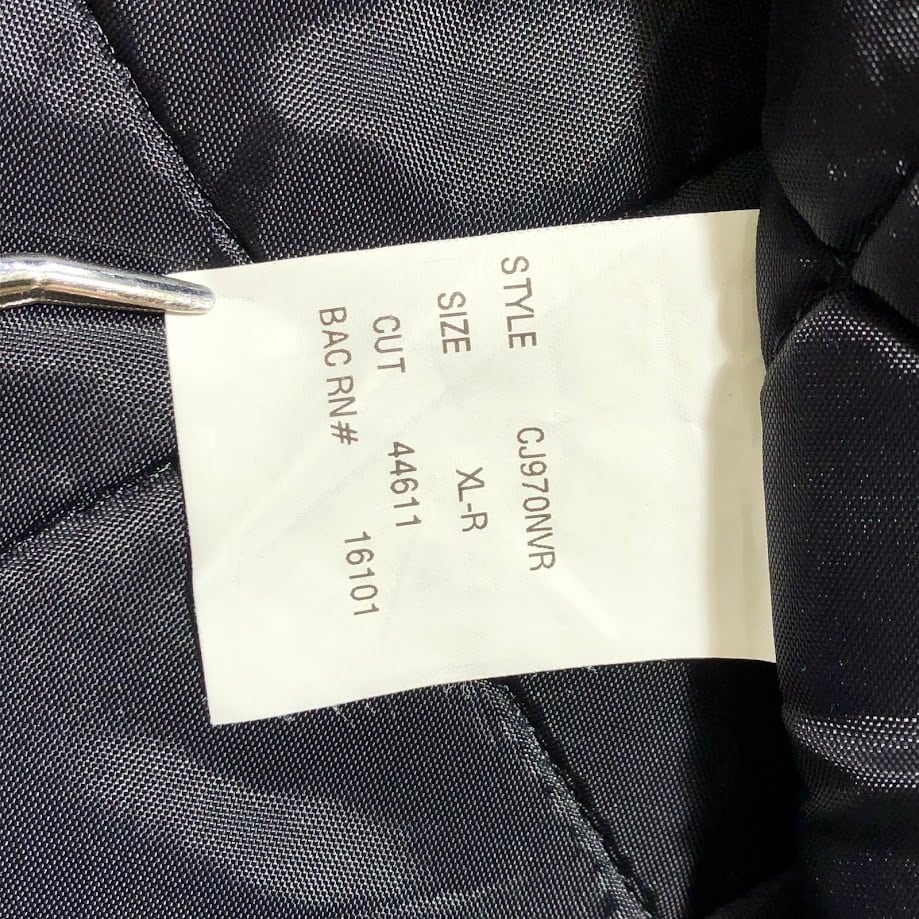 STYLE CJ970NVR
SIZE XL-R
CUT 44611
BAC RN# 16101